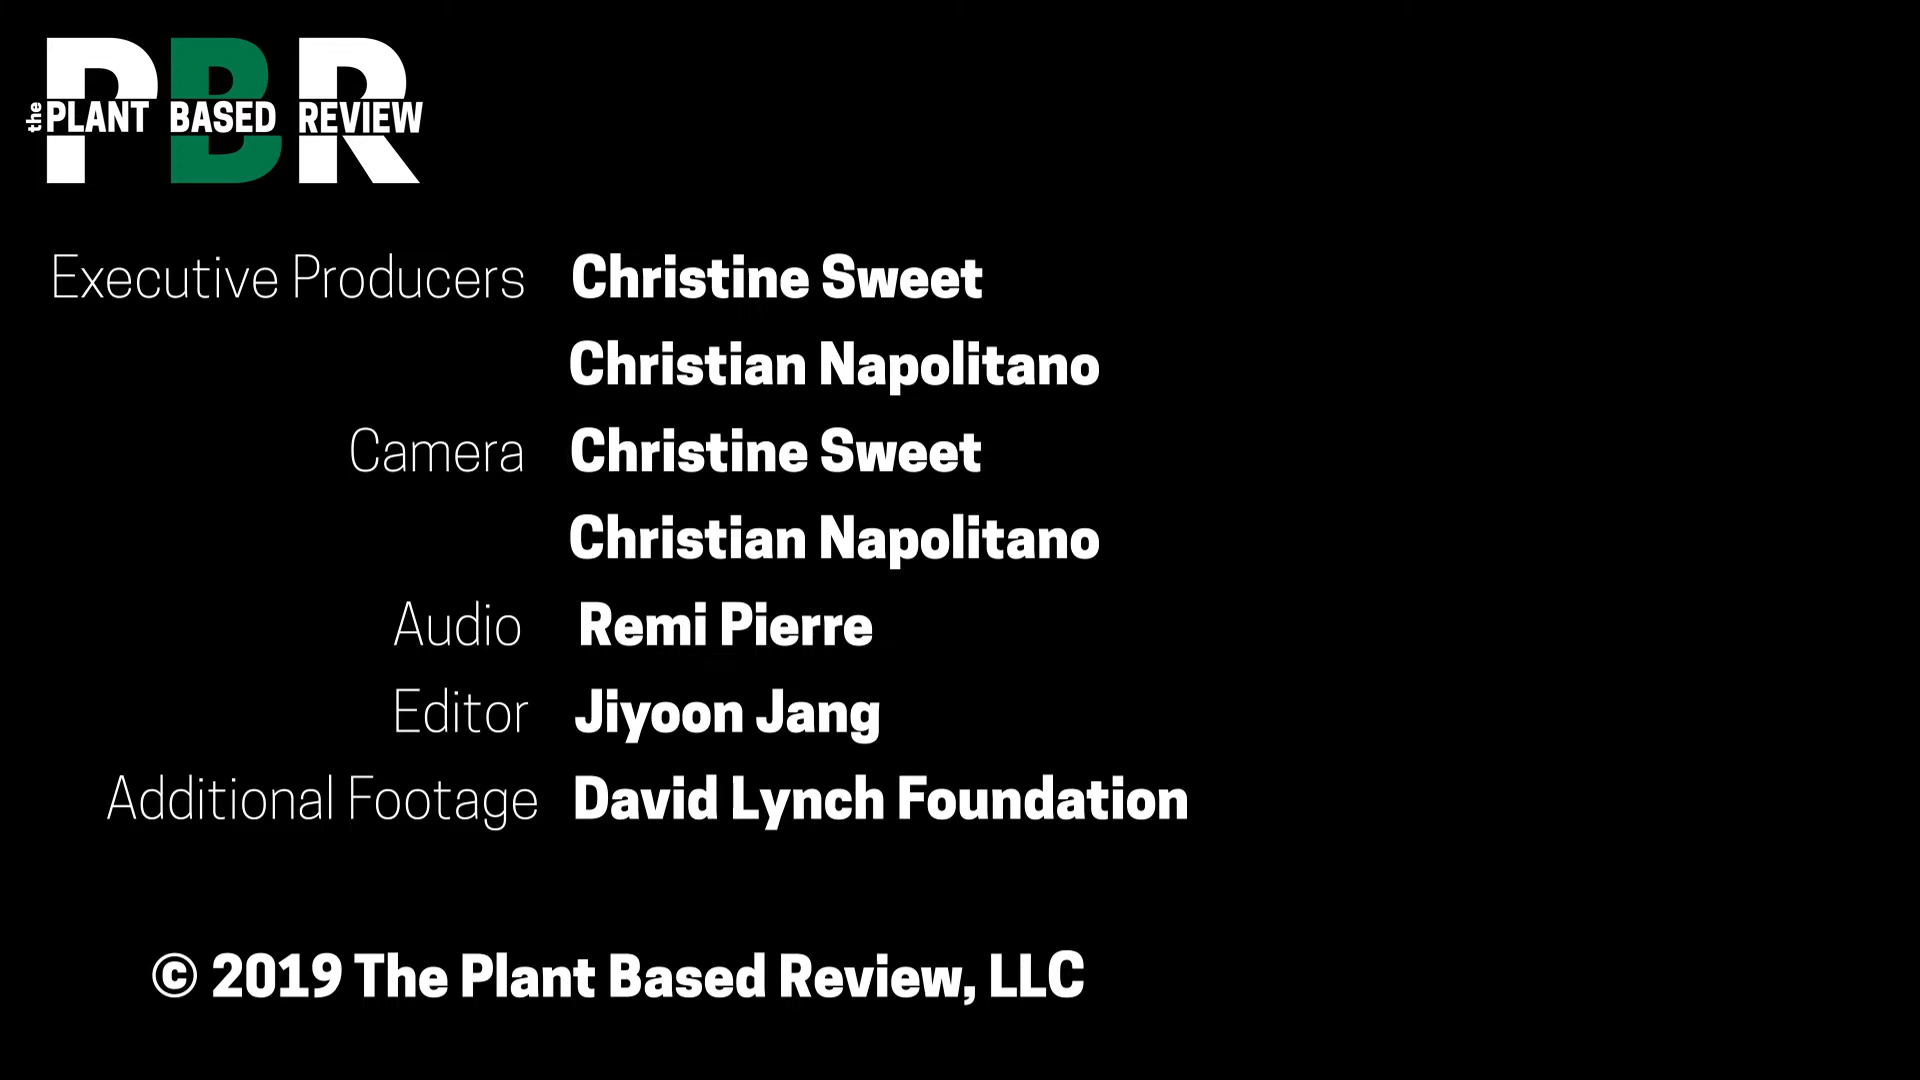 PBR
the PLANT BASED REVIEW
Executive Producers Christine Sweet
Christian Napolitano
Camera Christine Sweet
Christian Napolitano
Audio Remi Pierre
Editor Jiyoon Jang
Additional Footage David Lynch Foundation
© 2019 The Plant Based Review, LLC